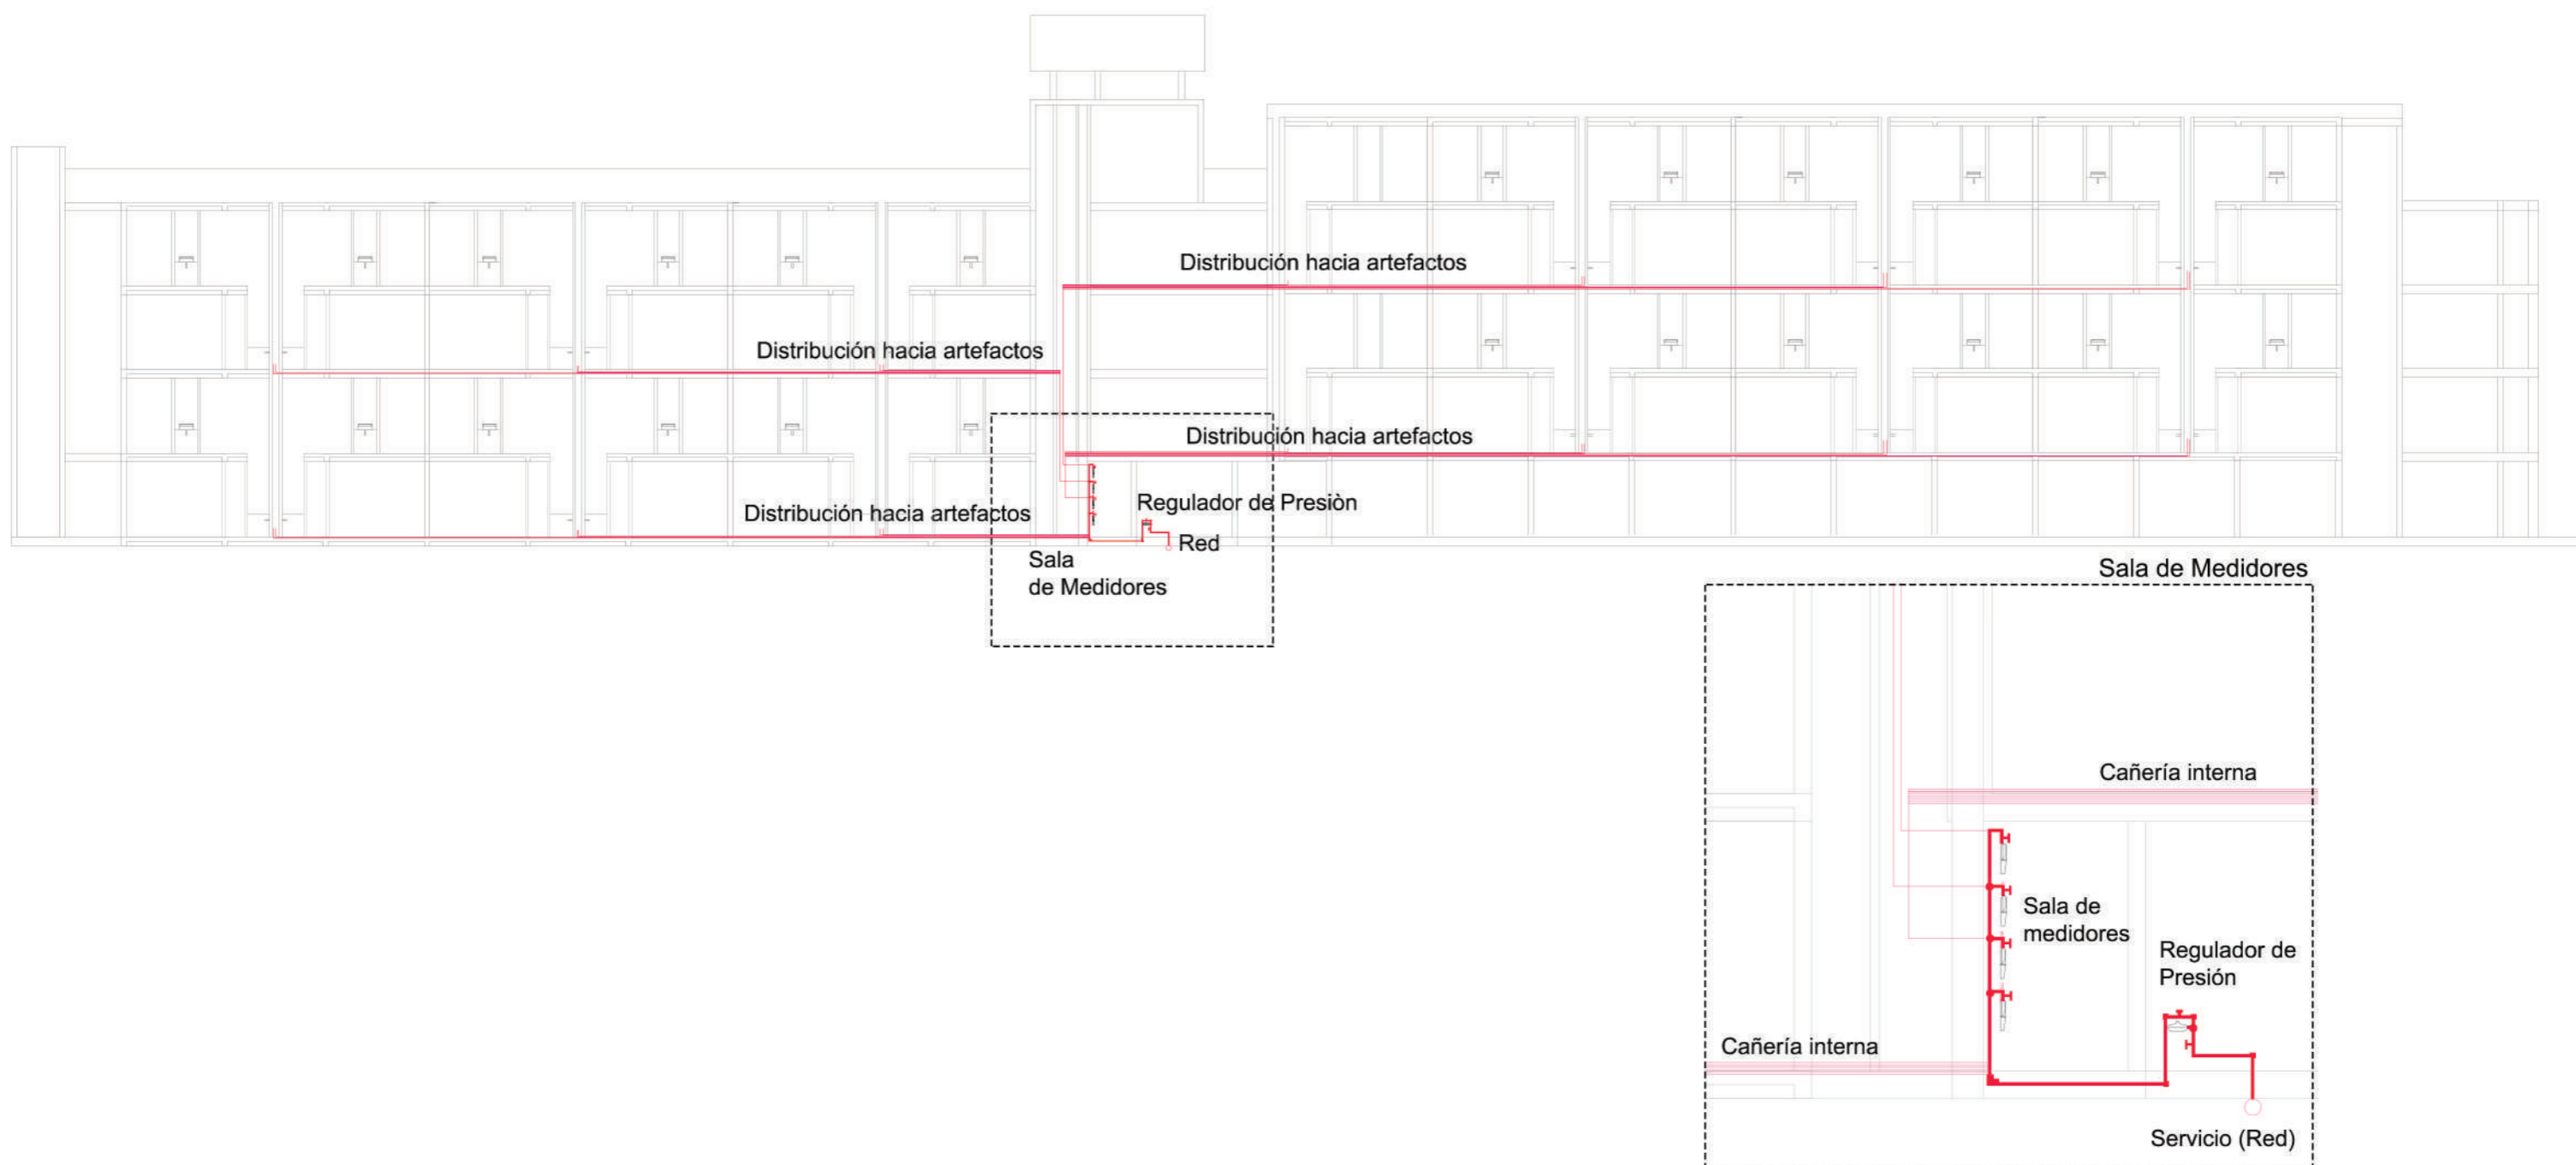 Distribución hacia artefactos
Distribución hacia artefactos
Distribución hacia artefactos
Distribución hacia artefactos
Regulador de Presiòn
Red
Sala
de Medidores
Sala de Medidores
Cañería interna
Sala de
medidores
Regulador de
Presión
Cañería interna
Servicio (Red)